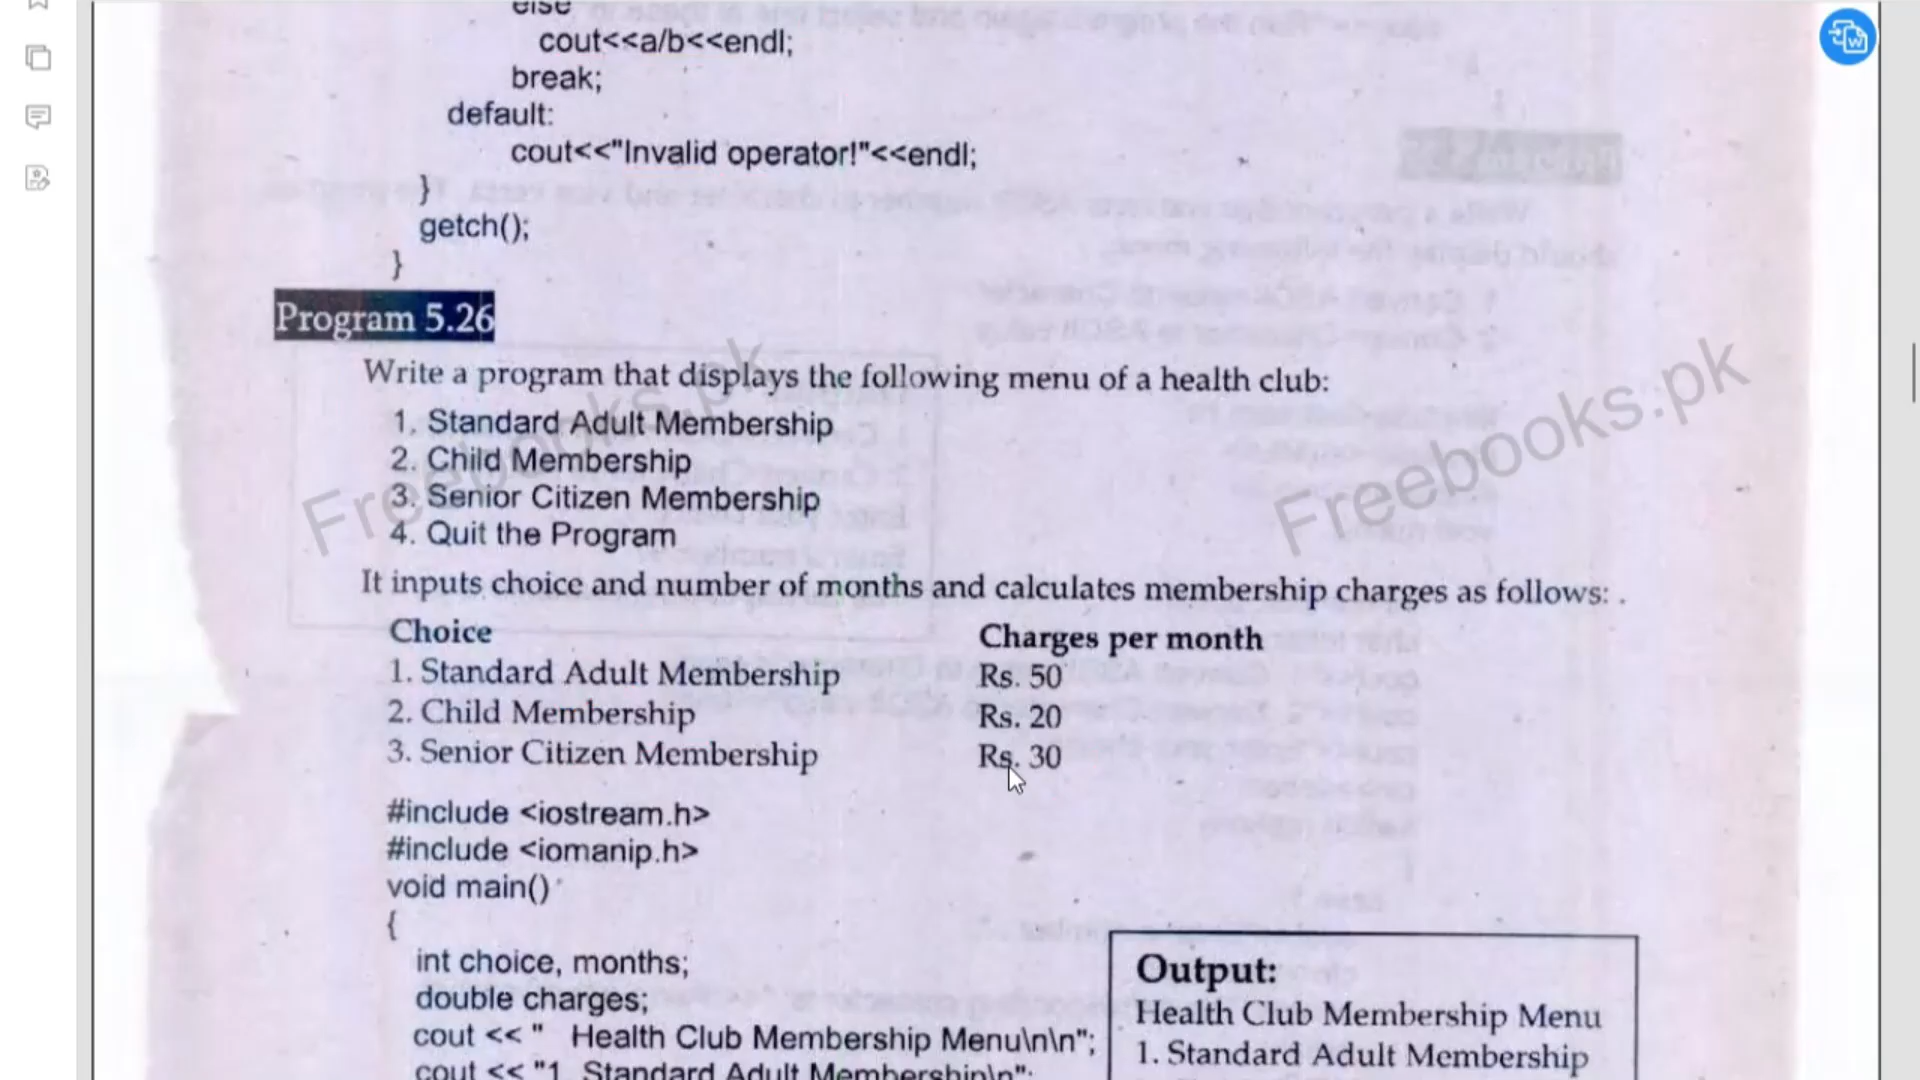 else
cout<<a/b<<endl;
break;
default:
cout<<"Invalid operator!"<<endl;
}
getch();
}
Program 5.26
Write a program that displays the following menu of a health club:
1. Standard Adult Membership
2. Child Membership
3. Senior Citizen Membership
4. Quit the Program
Freebooks.pk
Freebooks.pk
It inputs choice and number of months and calculates membership charges as follows: .
Choice Charges per month
1. Standard Adult Membership Rs. 50
2. Child Membership Rs. 20
3. Senior Citizen Membership Rs. 30
#include <iostream.h>
#include <iomanip.h>
void main()
{
int choice, months;
double charges;
cout << " Health Club Membership Menu\n\n";
cout << "1. Standard Adult Membership\n";
Output:
Health Club Membership Menu
1. Standard Adult Membership